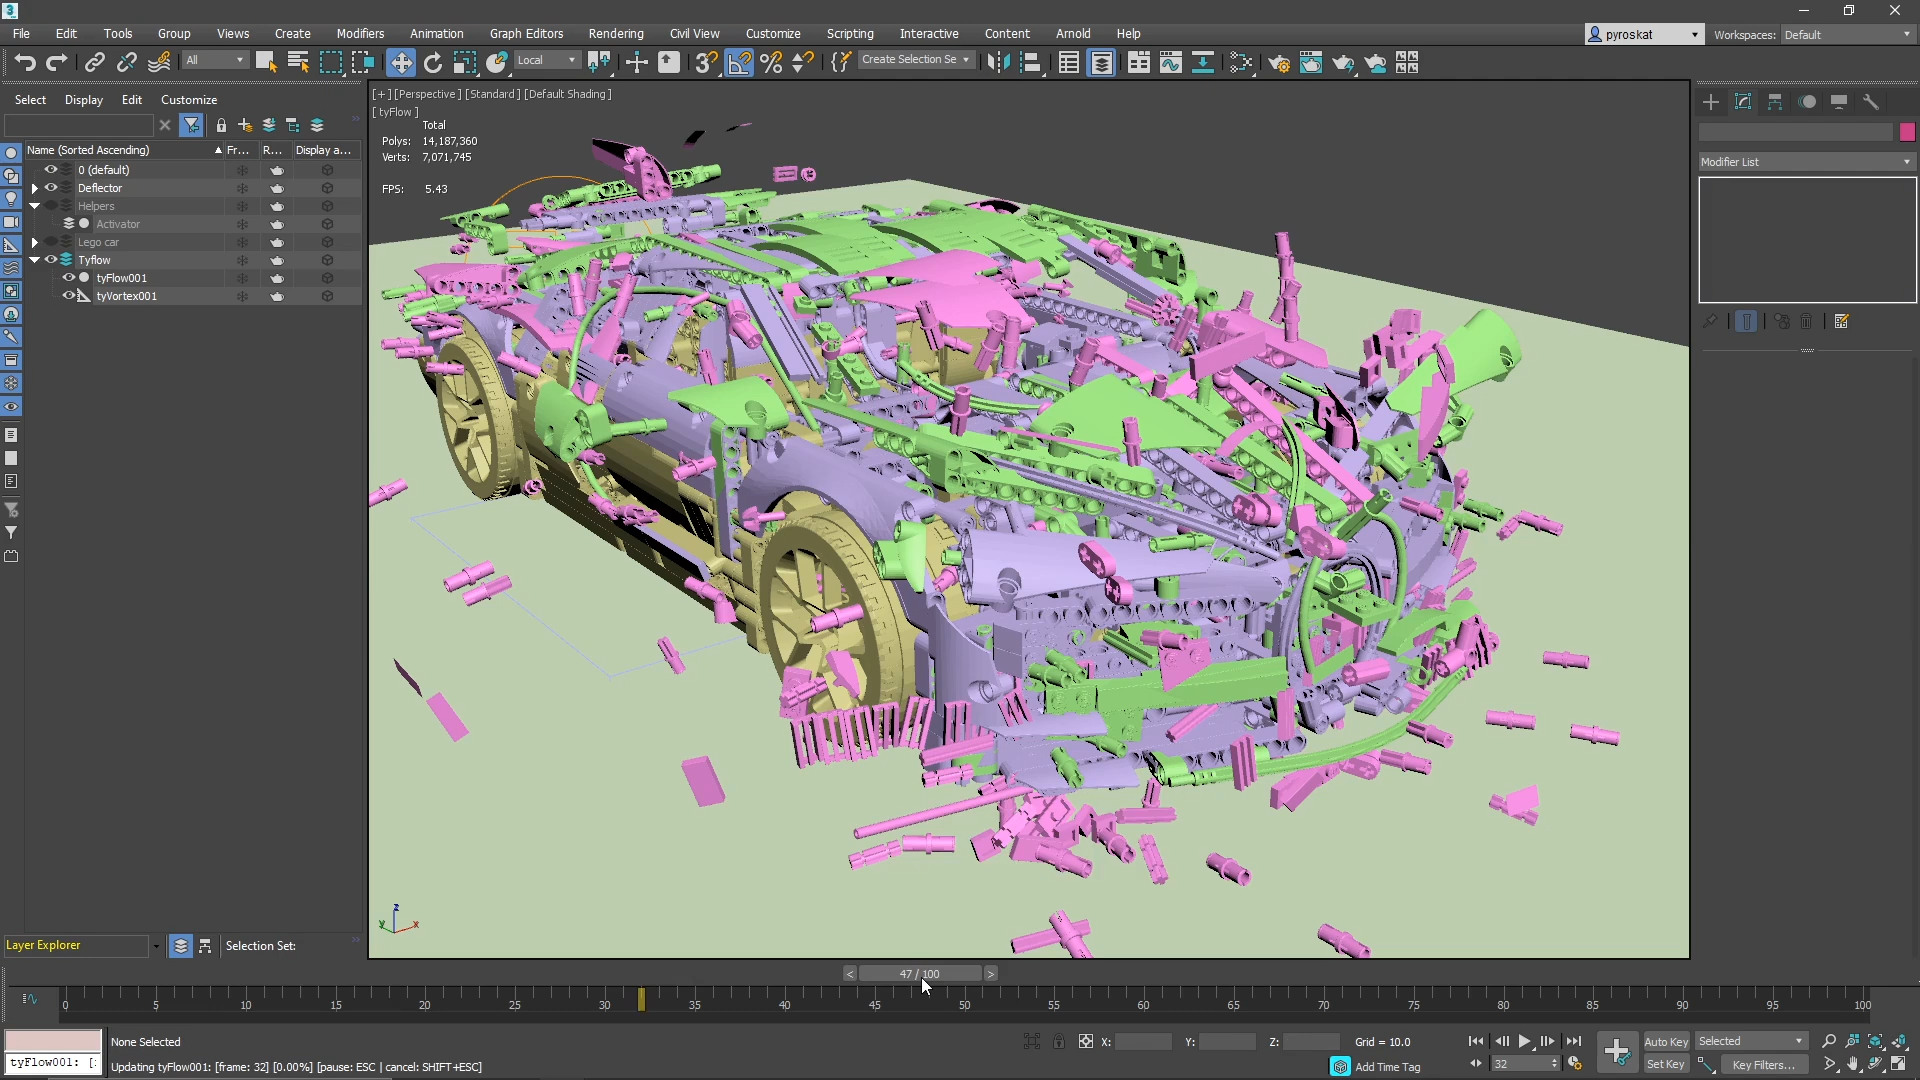 File Edit Tools Group Views Create Modifiers Animation Graph Editors Rendering Civil View Customize Scripting Interactive Content Arnold Help
pyroskat Workspaces: Default
All Local Create Selection Se
Select Display Edit Customize
Name (Sorted Ascending) Fr... R... Display a...
0 (default)
Deflector
Helpers
Activator
Lego car
Tyflow
tyFlow001
tyVortex001
[+] [Perspective] [Standard] [Default Shading]
[ tyFlow ]
Total
Polys: 14,187,360
Verts: 7,071,745
FPS: 5.43
Modifier List
z
y x
Layer Explorer Selection Set:
< 47 / 100 >
0 5 10 15 20 25 30 35 40 45 50 55 60 65 70 75 80 85 90 95 100
None Selected X: Y: Z: Grid = 10.0 Auto Key Selected
tyFlow001: [: Updating tyFlow001: [frame: 32] [0.00%] [pause: ESC | cancel: SHIFT+ESC] Add Time Tag 32 Set Key Key Filters...